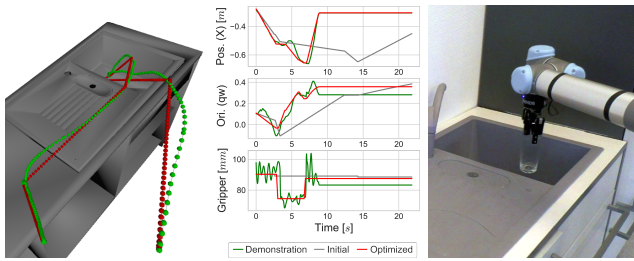 Pos. (X) [m]
−0.4
−0.6
0 5 10 15 20
Ori. (qw)
0.4
0.2
0.0
0 5 10 15 20
Gripper [mm]
100
80
0 5 10 15 20
Time [s]
Demonstration Initial Optimized